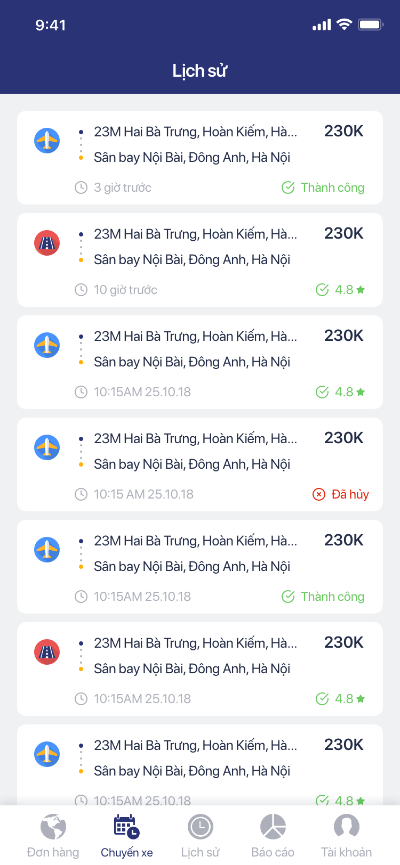 9:41
Lịch sử
23M Hai Bà Trưng, Hoàn Kiếm, Hà... 230K
Sân bay Nội Bài, Đông Anh, Hà Nội
3 giờ trước Thành công
23M Hai Bà Trưng, Hoàn Kiếm, Hà... 230K
Sân bay Nội Bài, Đông Anh, Hà Nội
10 giờ trước 4.8
23M Hai Bà Trưng, Hoàn Kiếm, Hà... 230K
Sân bay Nội Bài, Đông Anh, Hà Nội
10:15AM 25.10.18 4.8
23M Hai Bà Trưng, Hoàn Kiếm, Hà... 230K
Sân bay Nội Bài, Đông Anh, Hà Nội
10:15 AM 25.10.18 Đã hủy
23M Hai Bà Trưng, Hoàn Kiếm, Hà... 230K
Sân bay Nội Bài, Đông Anh, Hà Nội
10:15AM 25.10.18 Thành công
23M Hai Bà Trưng, Hoàn Kiếm, Hà... 230K
Sân bay Nội Bài, Đông Anh, Hà Nội
10:15AM 25.10.18 4.8
23M Hai Bà Trưng, Hoàn Kiếm, Hà... 230K
Sân bay Nội Bài, Đông Anh, Hà Nội
10:15AM 25.10.18 4.8
Đơn hàng Chuyến xe Lịch sử Báo cáo Tài khoản